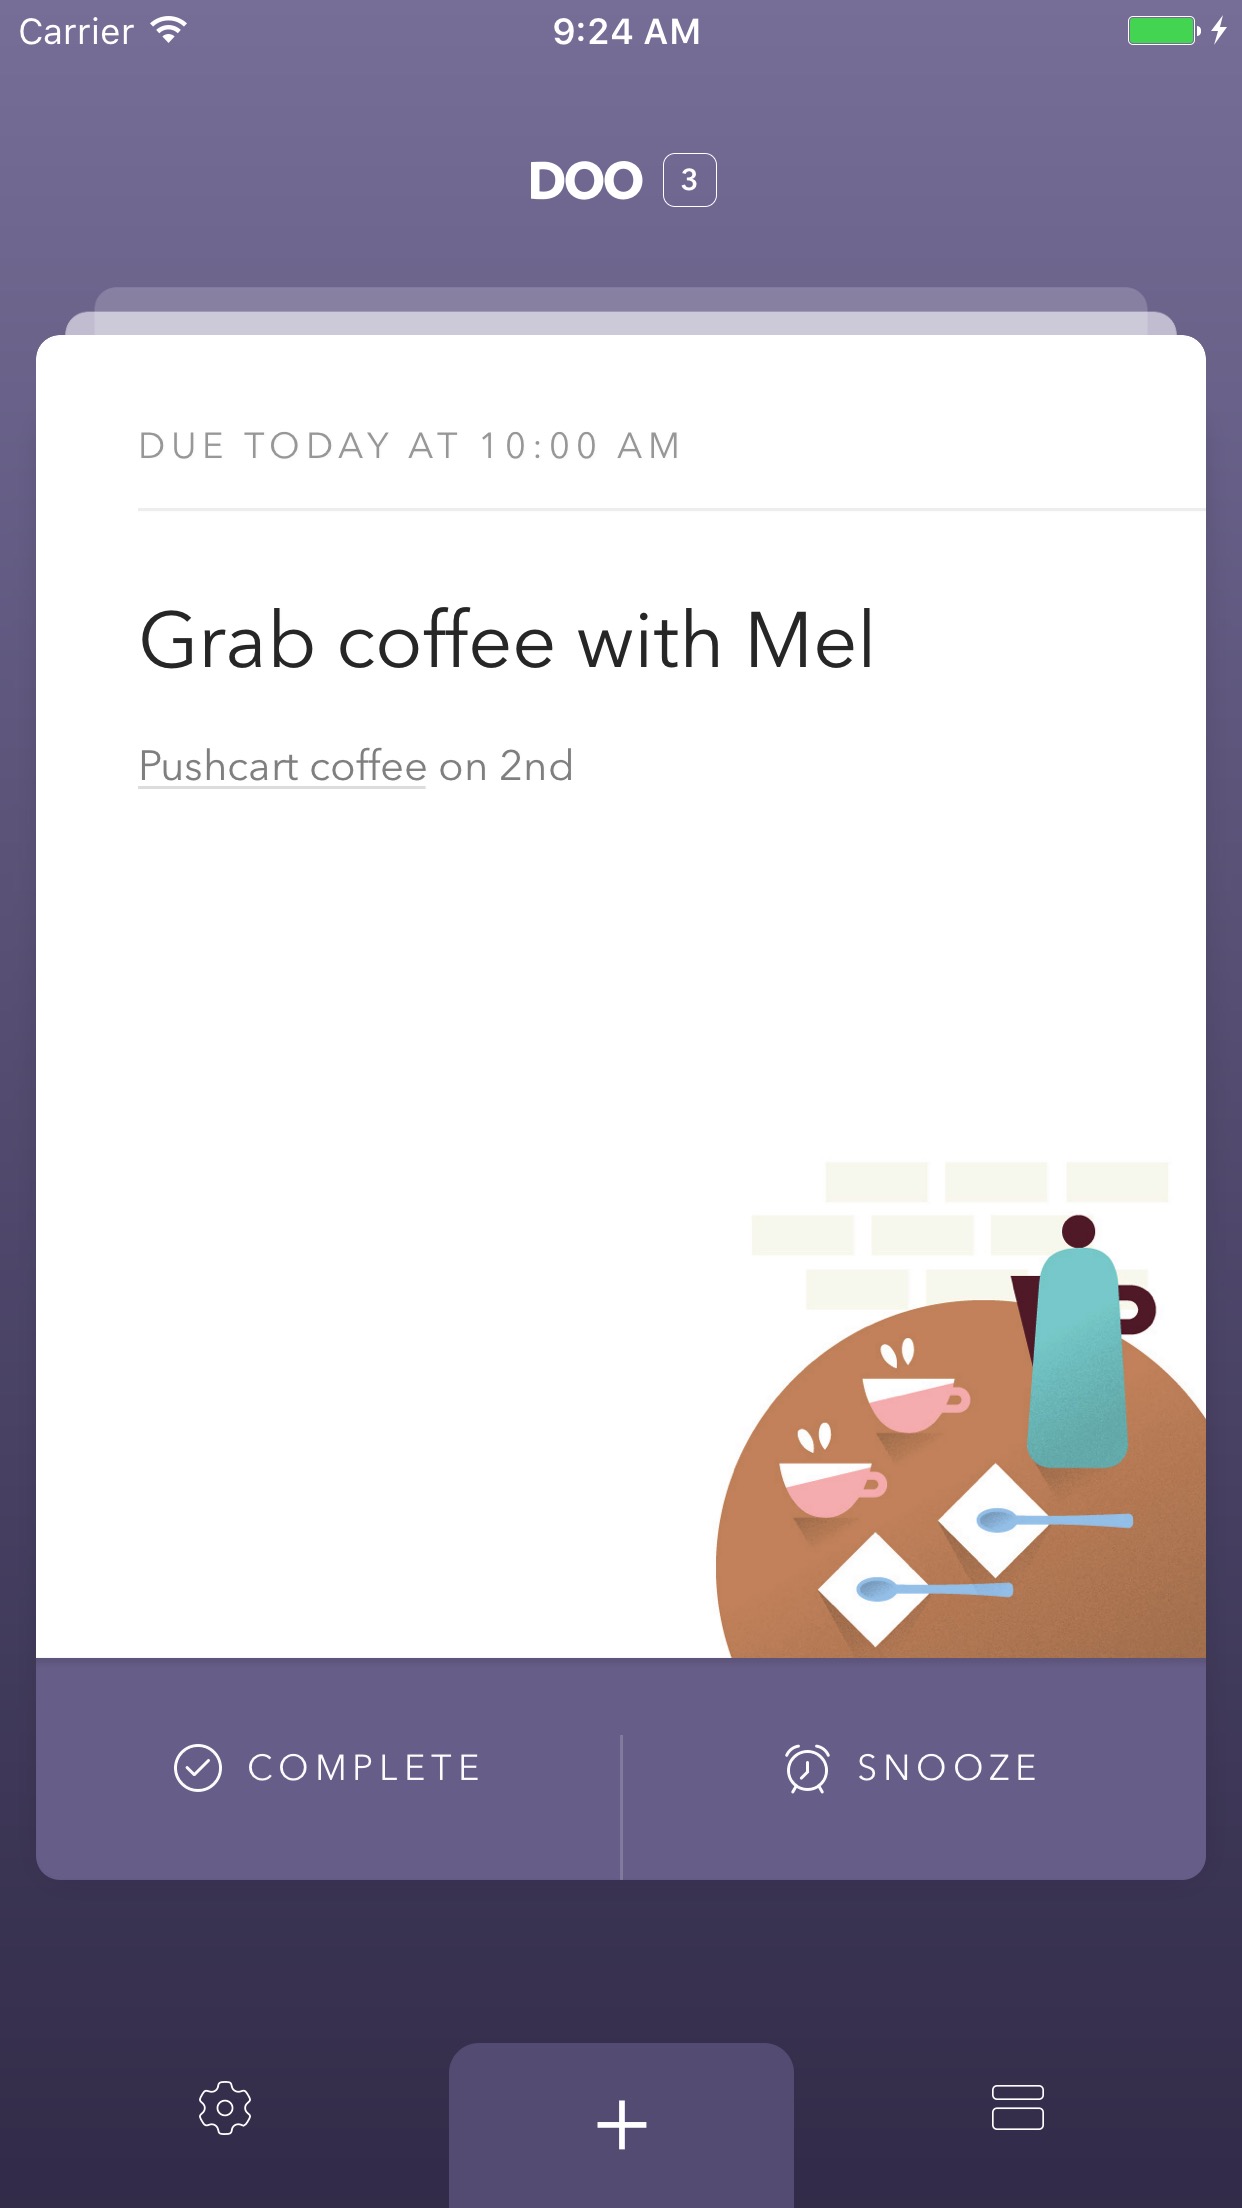 Carrier 9:24 AM
DOO 3
DUE TODAY AT 10:00 AM
Grab coffee with Mel
Pushcart coffee on 2nd
COMPLETE SNOOZE